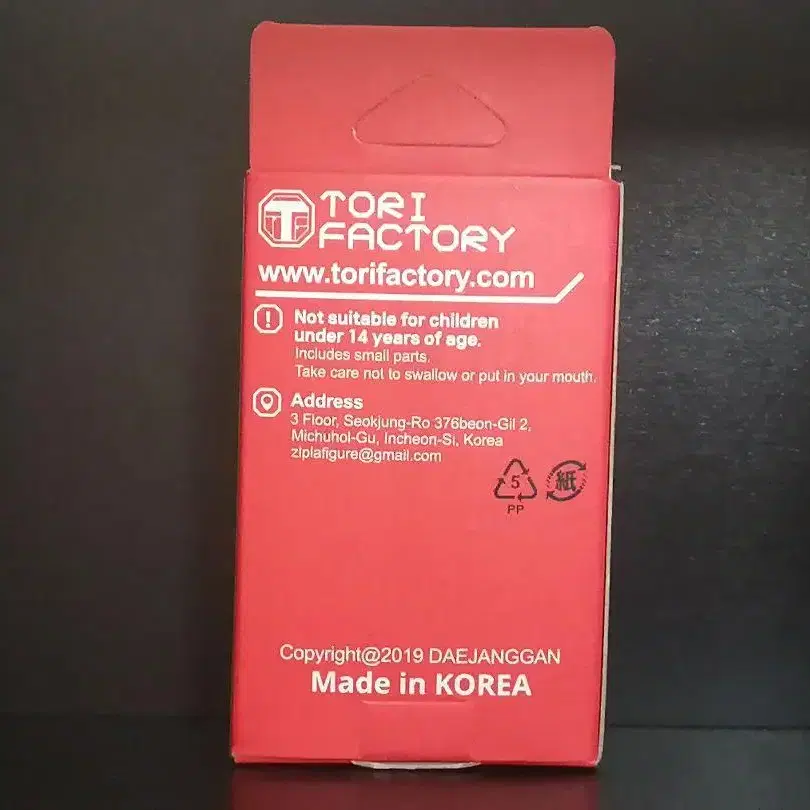 TF
TORI
FACTORY
www.torifactory.com
Not suitable for children
under 14 years of age.
Includes small parts.
Take care not to swallow or put in your mouth.
Address
3 Floor, Seokjung-Ro 376beon-Gil 2,
Michuhol-Gu, Incheon-Si, Korea
zlplafigure@gmail.com
5
PP
紙
Copyright@2019 DAEJANGGAN
Made in KOREA